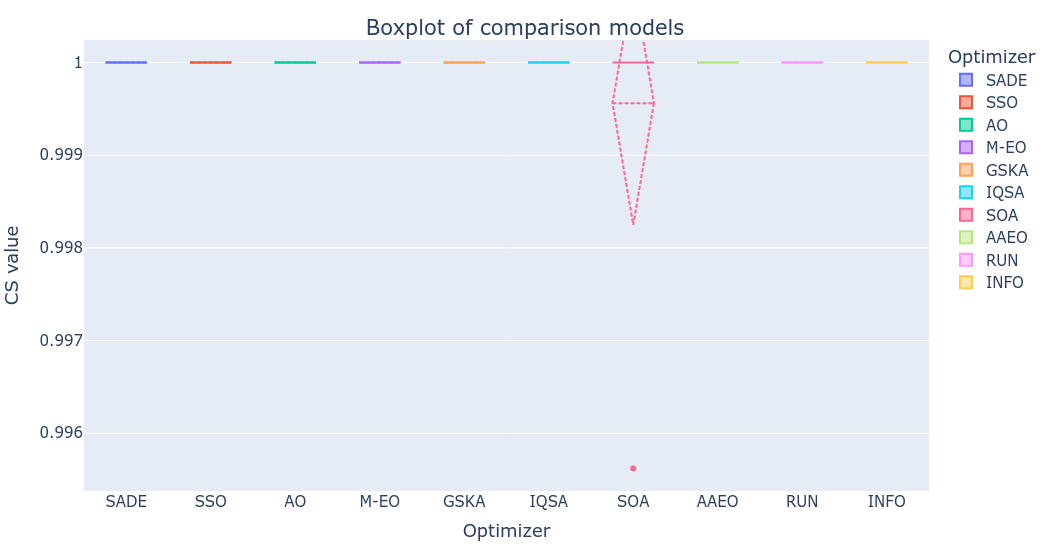 Boxplot of comparison models
CS value
1
0.999
0.998
0.997
0.996
SADE
SSO
AO
M-EO
GSKA
IQSA
SOA
AAEO
RUN
INFO
Optimizer
Optimizer
SADE
SSO
AO
M-EO
GSKA
IQSA
SOA
AAEO
RUN
INFO